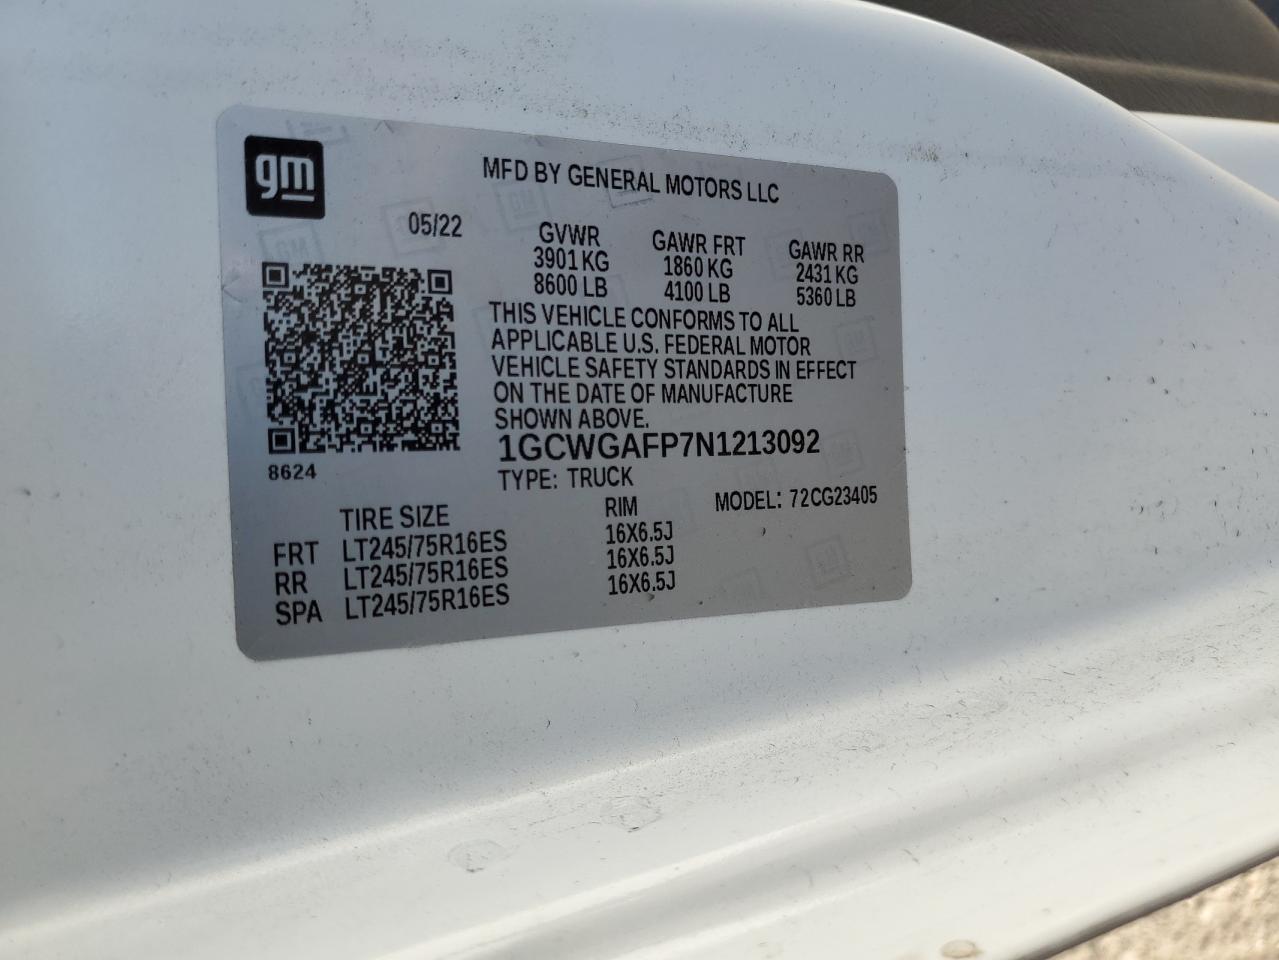 gm
MFD BY GENERAL MOTORS LLC
05/22
GVWR GAWR FRT GAWR RR
3901 KG 1860 KG 2431 KG
8600 LB 4100 LB 5360 LB
THIS VEHICLE CONFORMS TO ALL
APPLICABLE U.S. FEDERAL MOTOR
VEHICLE SAFETY STANDARDS IN EFFECT
ON THE DATE OF MANUFACTURE
SHOWN ABOVE.
1GCWGAFP7N1213092
8624
TYPE: TRUCK
MODEL: 72CG23405
TIRE SIZE RIM
FRT LT245/75R16ES 16X6.5J
RR LT245/75R16ES 16X6.5J
SPA LT245/75R16ES 16X6.5J